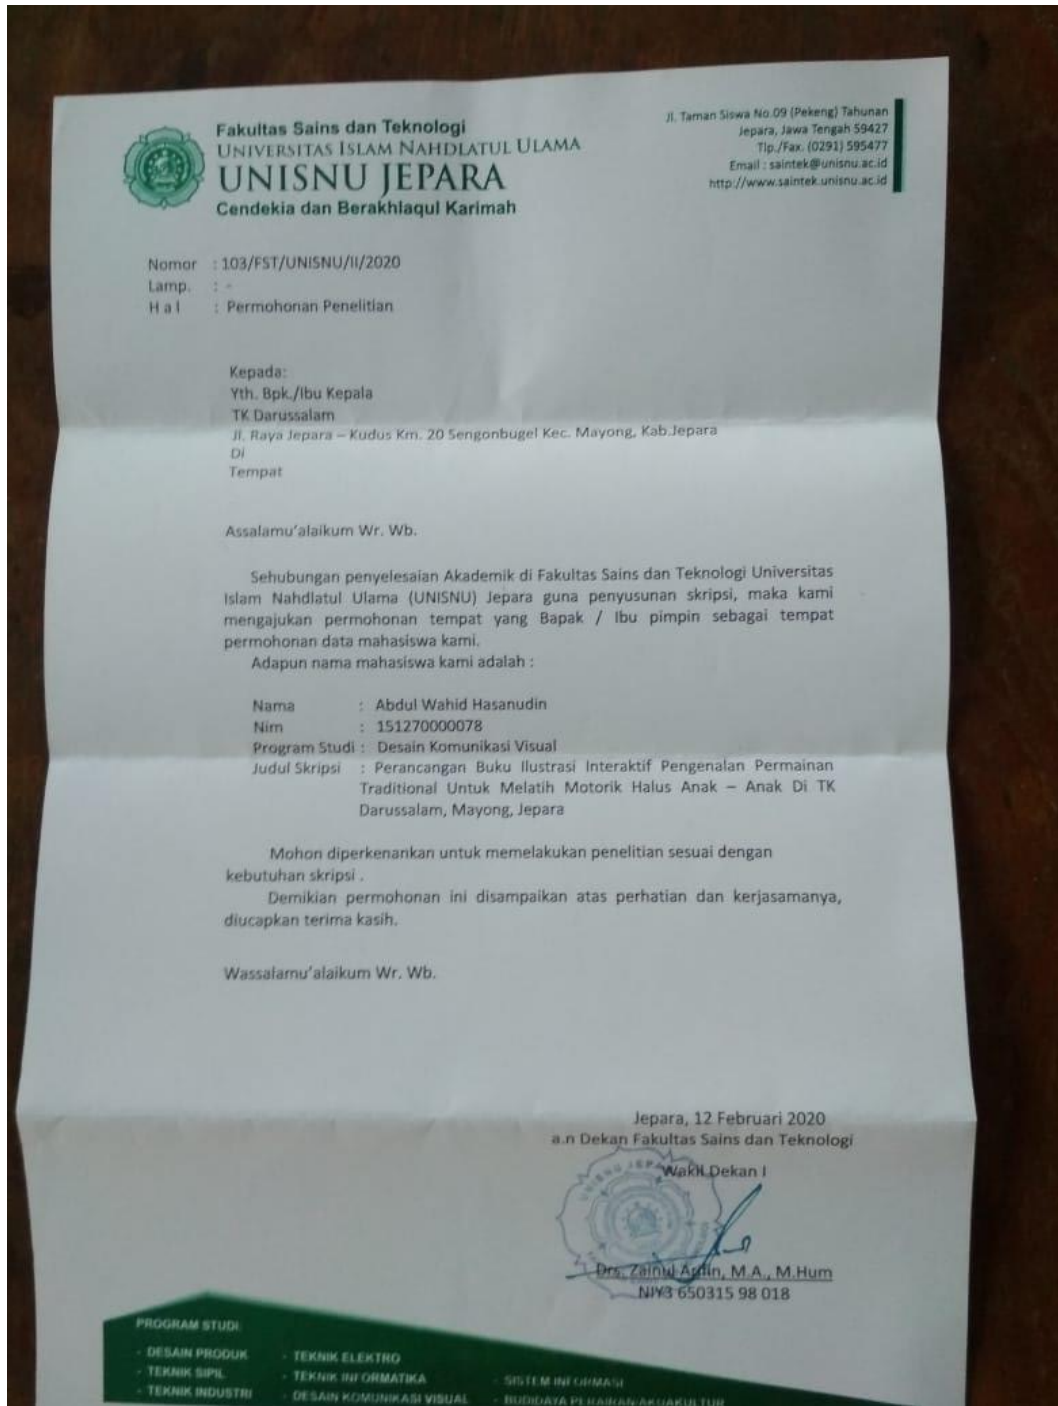 Fakultas Sains dan Teknologi
UNIVERSITAS ISLAM NAHDLATUL ULAMA
UNISNU JEPARA
Cendekia dan Berakhlaqul Karimah
Jl. Taman Siswa No.09 (Pekeng) Tahunan
Jepara, Jawa Tengah 59427
Tlp./Fax. (0291) 595477
Email : saintek@unisnu.ac.id
http://www.saintek.unisnu.ac.id
Nomor : 103/FST/UNISNU/II/2020
Lamp. : -
H a l : Permohonan Penelitian
Kepada:
Yth. Bpk./Ibu Kepala
TK Darussalam
Jl. Raya Jepara – Kudus Km. 20 Sengonbugel Kec. Mayong, Kab.Jepara
Di
Tempat
Assalamu'alaikum Wr. Wb.
Sehubungan penyelesaian Akademik di Fakultas Sains dan Teknologi Universitas
Islam Nahdlatul Ulama (UNISNU) Jepara guna penyusunan skripsi, maka kami
mengajukan permohonan tempat yang Bapak / Ibu pimpin sebagai tempat
permohonan data mahasiswa kami.
Adapun nama mahasiswa kami adalah :
Nama : Abdul Wahid Hasanudin
Nim : 151270000078
Program Studi : Desain Komunikasi Visual
Judul Skripsi : Perancangan Buku Ilustrasi Interaktif Pengenalan Permainan
Traditional Untuk Melatih Motorik Halus Anak – Anak Di TK
Darussalam, Mayong, Jepara
Mohon diperkenankan untuk memelakukan penelitian sesuai dengan
kebutuhan skripsi .
Demikian permohonan ini disampaikan atas perhatian dan kerjasamanya,
diucapkan terima kasih.
Wassalamu'alaikum Wr. Wb.
Jepara, 12 Februari 2020
a.n Dekan Fakultas Sains dan Teknologi
Wakil Dekan I
UNISNU JEPARA
Drs. Zainul Arifin, M.A., M.Hum
NIY 3 650315 98 018
PROGRAM STUDI:
- DESAIN PRODUK - TEKNIK ELEKTRO
- TEKNIK SIPIL - TEKNIK INFORMATIKA - SISTEM INFORMASI
- TEKNIK INDUSTRI - DESAIN KOMUNIKASI VISUAL - BUDIDAYA PERAIRAN/AKUAKULTUR